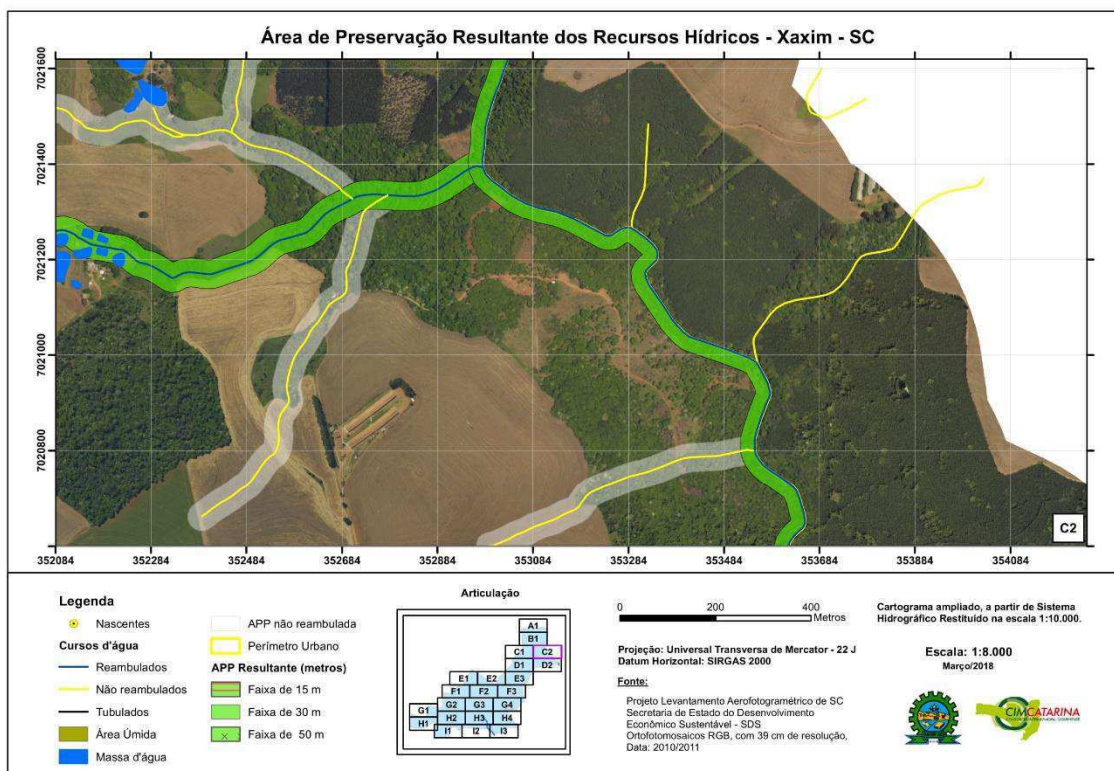 Área de Preservação Resultante dos Recursos Hídricos - Xaxim - SC
7021600
7021400
7021200
7021000
7020800
C2
352084
352284
352484
352684
352884
353084
353284
353484
353684
353884
354084
Legenda
Nascentes
Cursos d'água
Reambulados
Não reambulados
Tubulados
Área Úmida
Massa d'água
APP não reambulada
Perímetro Urbano
APP Resultante (metros)
Faixa de 15 m
Faixa de 30 m
Faixa de 50 m
Articulação
A1
B1
C1 C2
D1 D2
E1 E2 E3
F1 F2 F3
G1 G2 G3 G4
H1 H2 H3 H4
I1 I2 I3
0 200 400
Metros
Projeção: Universal Transversa de Mercator - 22 J
Datum Horizontal: SIRGAS 2000
Fonte:
Projeto Levantamento Aerofotogramétrico de SC
Secretaria de Estado do Desenvolvimento
Econômico Sustentável - SDS
Ortofotomosaicos RGB, com 39 cm de resolução,
Data: 2010/2011
Cartograma ampliado, a partir de Sistema
Hidrográfico Restituído na escala 1:10.000.
Escala: 1:8.000
Março/2018
CIMCATARINA